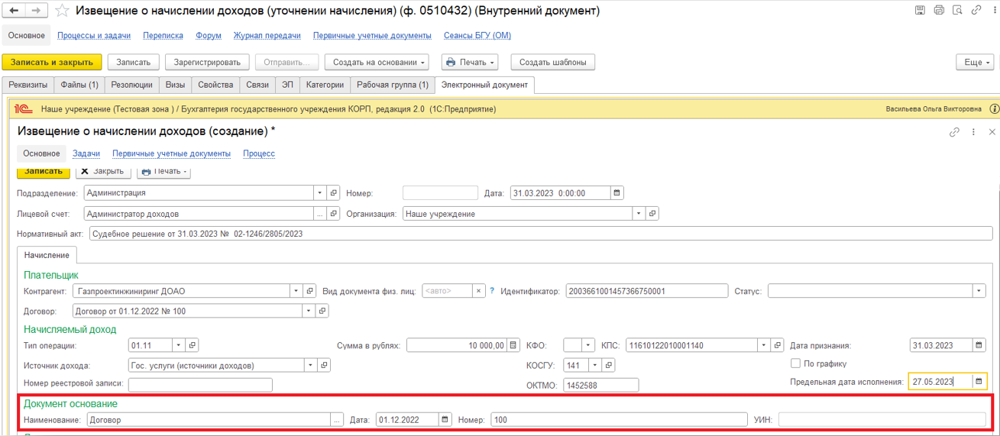 Извещение о начислении доходов (уточнении начисления) (ф. 0510432) (Внутренний документ)
Основное Процессы и задачи Переписка Форум Журнал передачи Первичные учетные документы Сеансы БГУ (ОМ)
Записать и закрыть Записать Зарегистрировать Отправить... Создать на основании Печать Создать шаблоны Еще
Реквизиты Файлы (1) Резолюции Визы Свойства Связи ЭП Категории Рабочая группа (1) Электронный документ
1С Наше учреждение (Тестовая зона ) / Бухгалтерия государственного учреждения КОРП, редакция 2.0 (1С:Предприятие) Васильева Ольга Викторовна
Извещение о начислении доходов (создание) *
Основное Задачи Первичные учетные документы Процесс
Записать Закрыть Печать
Подразделение: Администрация Номер: Дата: 31.03.2023 0:00:00
Лицевой счет: Администратор доходов ... Организация: Наше учреждение
Нормативный акт: Судебное решение от 31.03.2023 № 02-1246/2805/2023
Начисление
Плательщик
Контрагент: Газпроектинжиниринг ДОАО Вид документа физ. лиц: <авто> × ? Идентификатор: 2003661001457366750001 Статус:
Договор: Договор от 01.12.2022 № 100
Начисляемый доход
Тип операции: 01.11 Сумма в рублях: 10 000,00 КФО: КПС: 11610122010001140 Дата признания: 31.03.2023
Источник дохода: Гос. услуги (источники доходов) КОСГУ: 141 По графику
Номер реестровой записи: ОКТМО: 1452588 Предельная дата исполнения: 27.05.2023
Документ основание
Наименование: Договор ... Дата: 01.12.2022 Номер: 100 УИН: